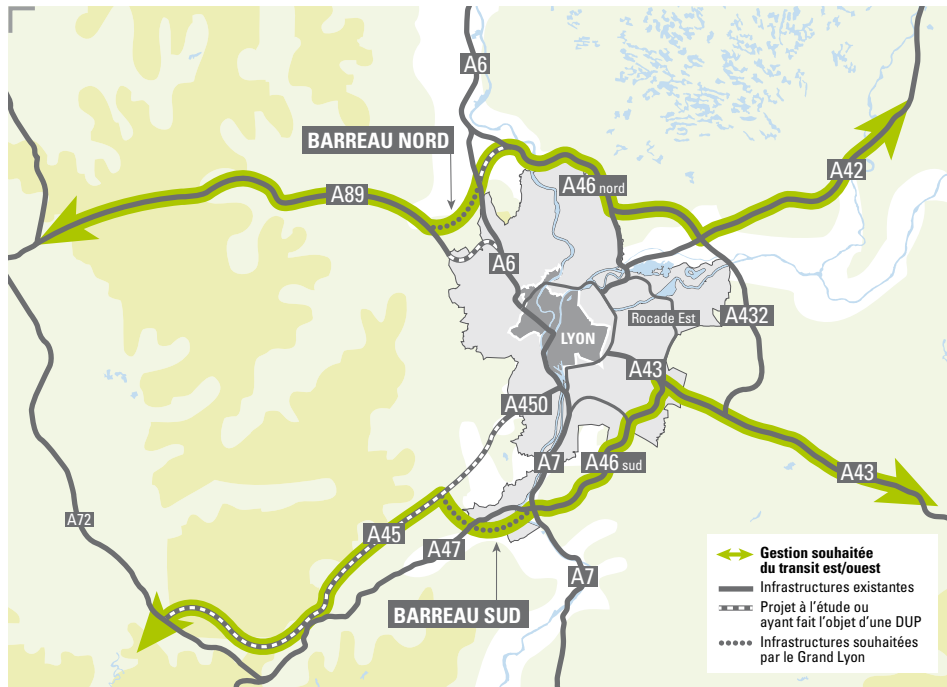 A6
BARREAU NORD
A46 nord
A42
A89
A6
Rocade Est
A432
LYON
A43
A450
A7
A46 sud
A43
A72
A45
A47
A7
BARREAU SUD
Gestion souhaitée
du transit est/ouest
Infrastructures existantes
Projet à l'étude ou
ayant fait l'objet d'une DUP
Infrastructures souhaitées
par le Grand Lyon